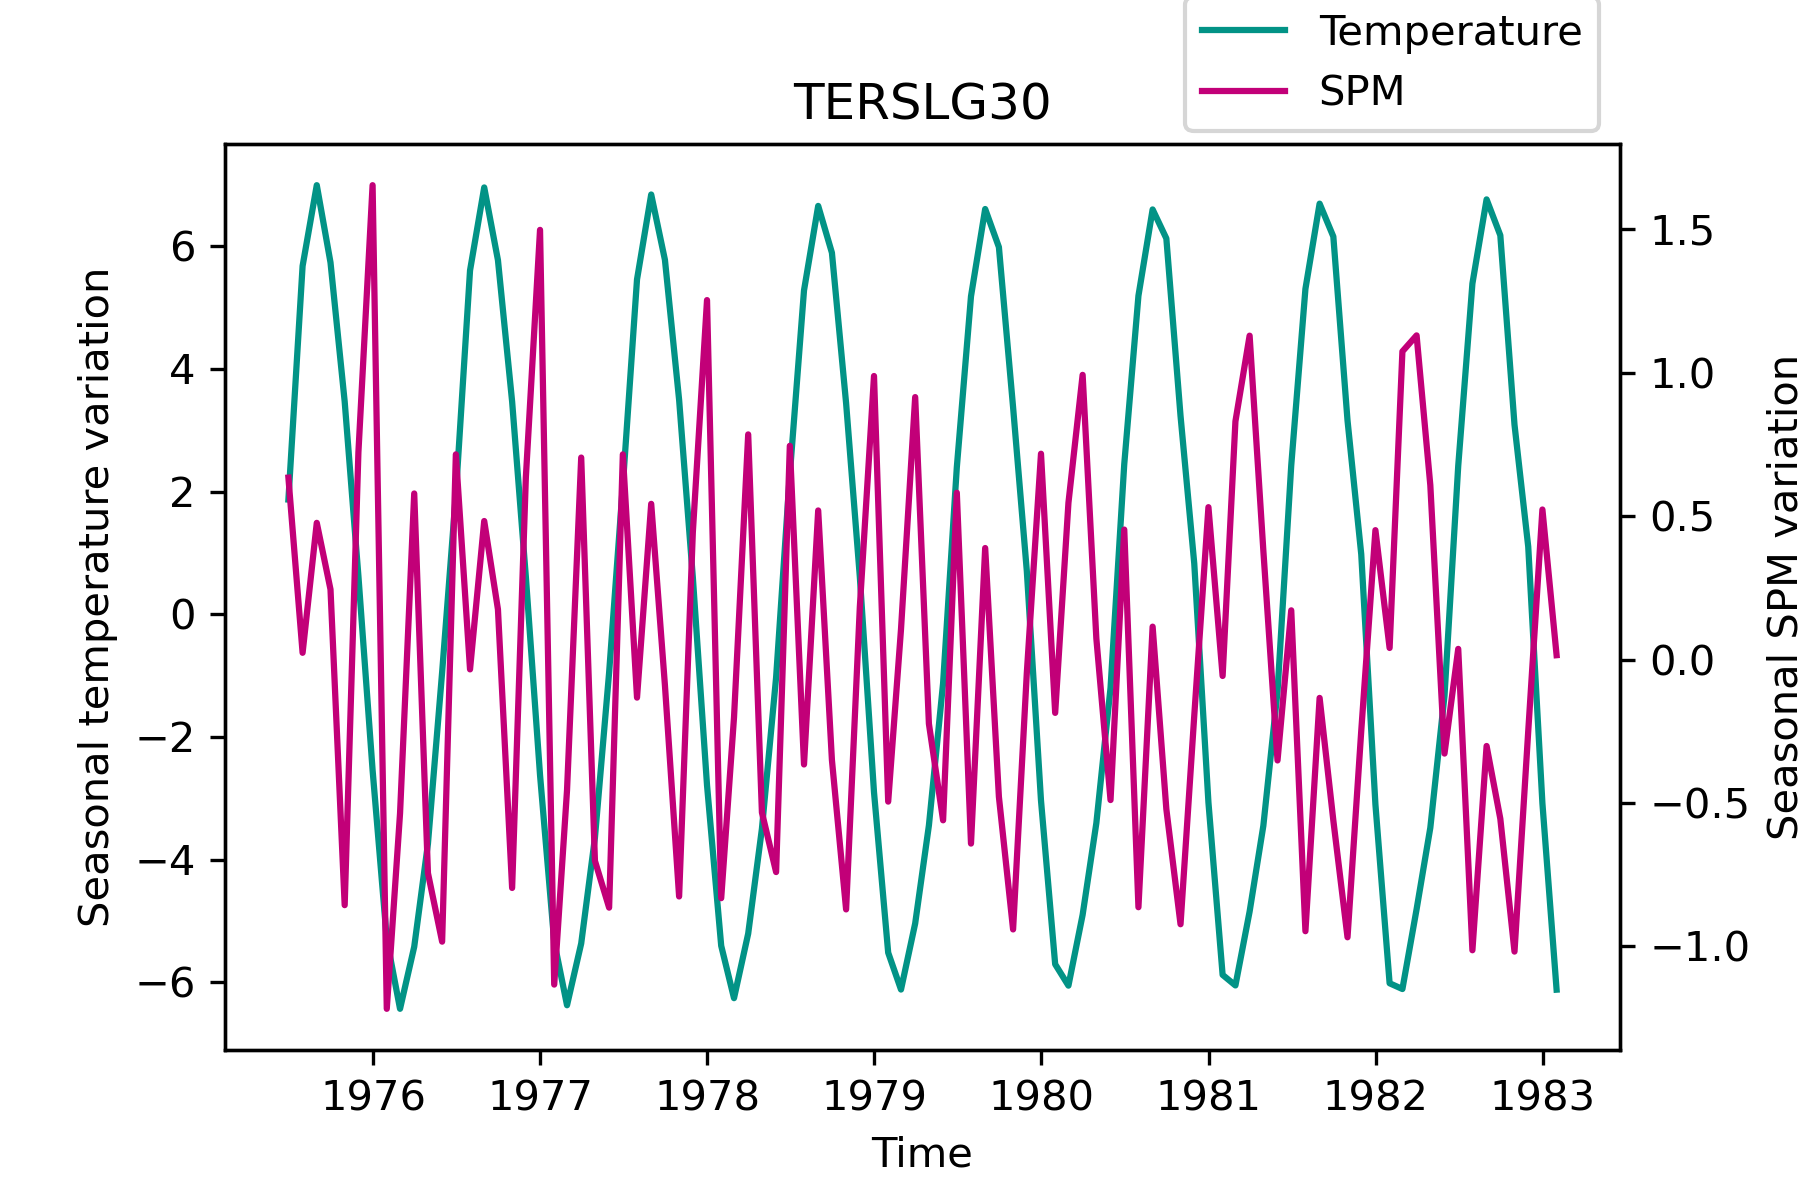 Temperature
SPM
TERSLG30
Seasonal temperature variation
6
4
2
0
−2
−4
−6
1.5
1.0
0.5
0.0
−0.5
−1.0
Seasonal SPM variation
1976 1977 1978 1979 1980 1981 1982 1983
Time